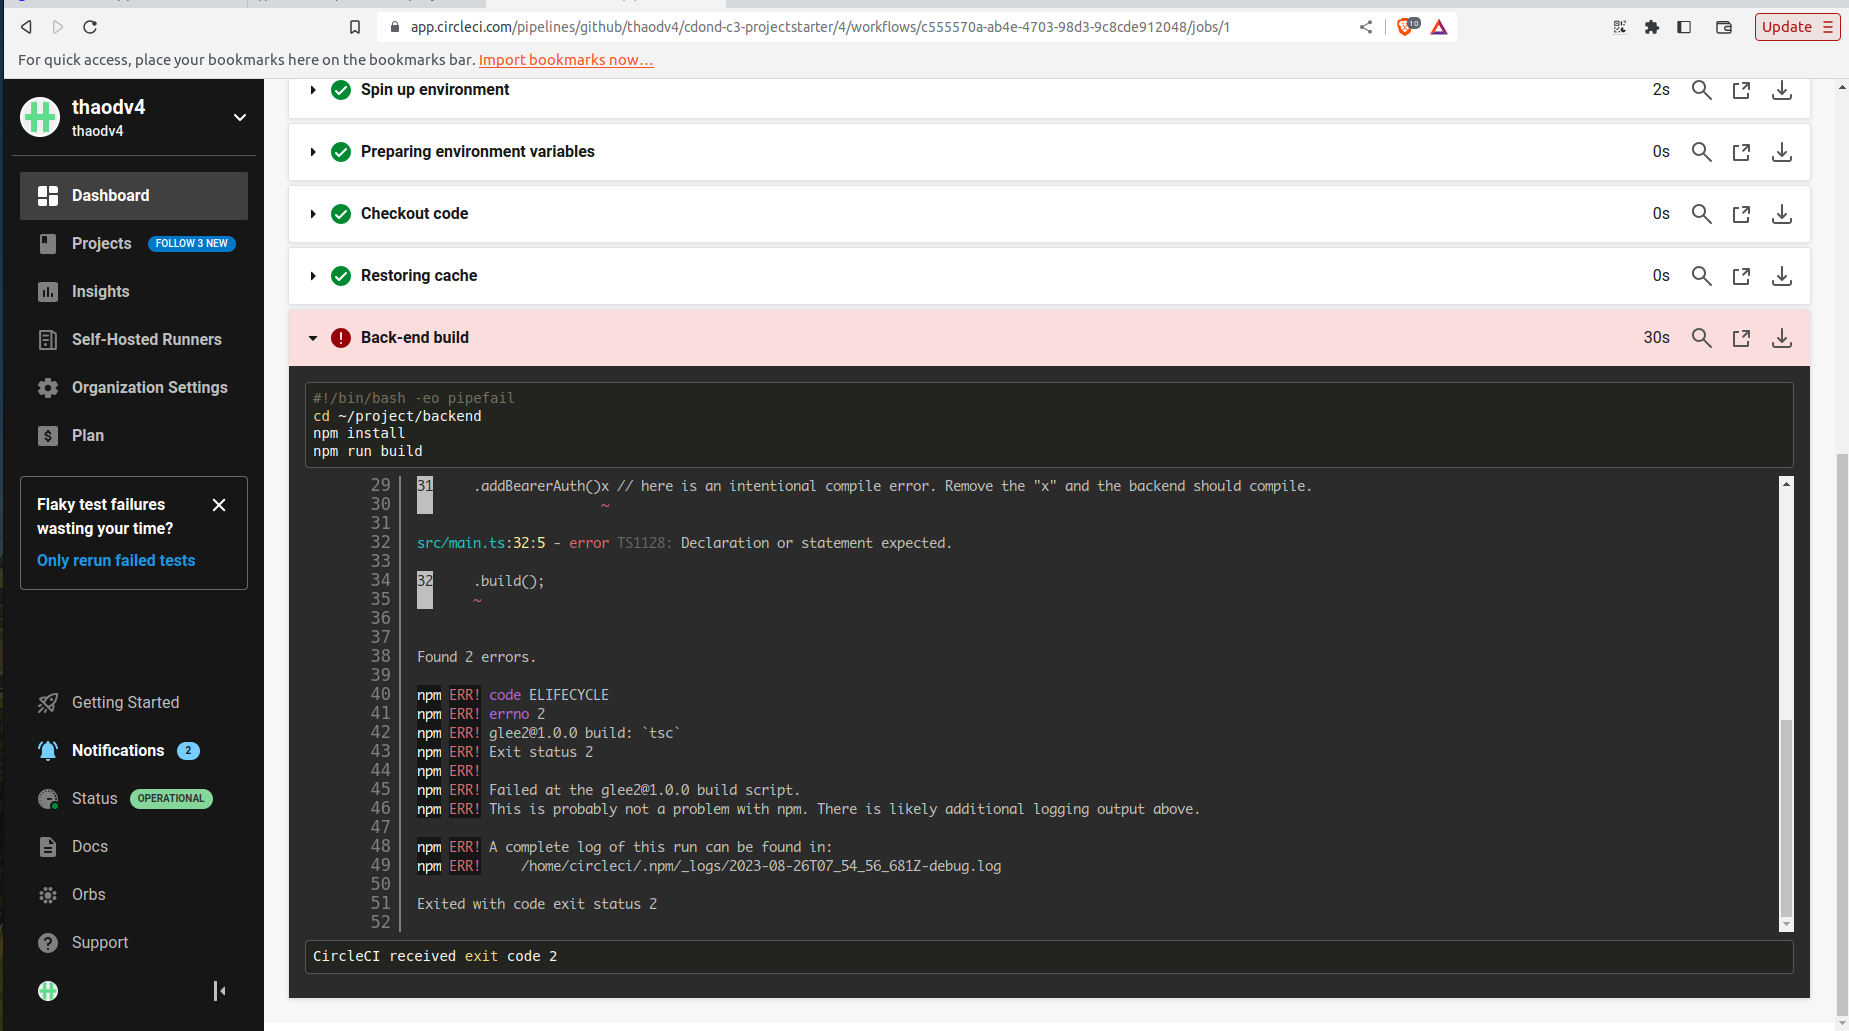 app.circleci.com/pipelines/github/thaodv4/cdond-c3-projectstarter/4/workflows/c555570a-ab4e-4703-98d3-9c8cde912048/jobs/1
10
Update
For quick access, place your bookmarks here on the bookmarks bar. Import bookmarks now...
thaodv4
thaodv4
Dashboard
Projects FOLLOW 3 NEW
Insights
Self-Hosted Runners
Organization Settings
Plan
Flaky test failures
wasting your time?
Only rerun failed tests
Getting Started
Notifications 2
Status OPERATIONAL
Docs
Orbs
Support
Spin up environment 2s
Preparing environment variables 0s
Checkout code 0s
Restoring cache 0s
Back-end build 30s
#!/bin/bash -eo pipefail
cd ~/project/backend
npm install
npm run build
29 31 .addBearerAuth()x // here is an intentional compile error. Remove the "x" and the backend should compile.
30 ~
31
32 src/main.ts:32:5 - error TS1128: Declaration or statement expected.
33
34 32 .build();
35 ~
36
37
38 Found 2 errors.
39
40 npm ERR! code ELIFECYCLE
41 npm ERR! errno 2
42 npm ERR! glee2@1.0.0 build: `tsc`
43 npm ERR! Exit status 2
44 npm ERR!
45 npm ERR! Failed at the glee2@1.0.0 build script.
46 npm ERR! This is probably not a problem with npm. There is likely additional logging output above.
47
48 npm ERR! A complete log of this run can be found in:
49 npm ERR! /home/circleci/.npm/_logs/2023-08-26T07_54_56_681Z-debug.log
50
51 Exited with code exit status 2
52
CircleCI received exit code 2